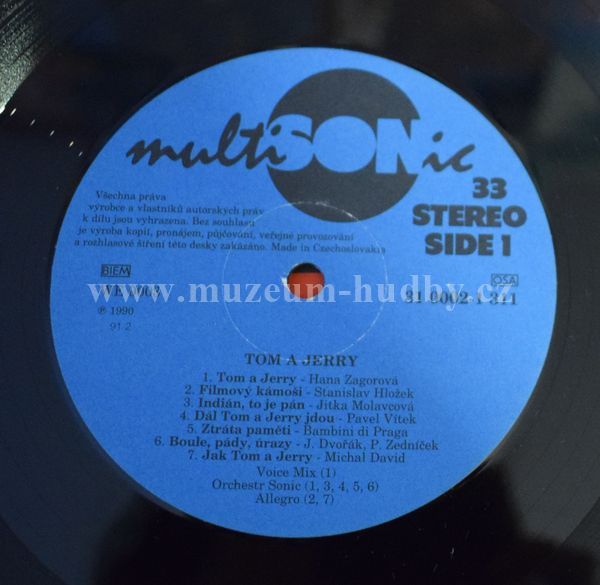 multiSONic
33
STEREO
SIDE 1
Všechna práva
výrobce a vlastníků autorských práv
k dílu jsou vyhrazena. Bez souhlasu
je výroba kopií, pronájem, půjčování, veřejné provozování
a rozhlasové šíření této desky zakázáno. Made in Czechoslovakia
BIEM
OSA
www.muzeum-hudby.cz
31 0002-1 311
℗ 1990
91 2
TOM A JERRY
1. Tom a Jerry - Hana Zagorová
2. Filmový kámoši - Stanislav Hložek
3. Indián, to je pán - Jitka Molavcová
4. Dál Tom a Jerry jdou - Pavel Vítek
5. Ztráta paměti - Bambini di Praga
6. Boule, pády, úrazy - J. Dvořák, P. Zedníček
7. Jak Tom a Jerry - Michal David
Voice Mix (1)
Orchestr Sonic (1, 3, 4, 5, 6)
Allegro (2, 7)